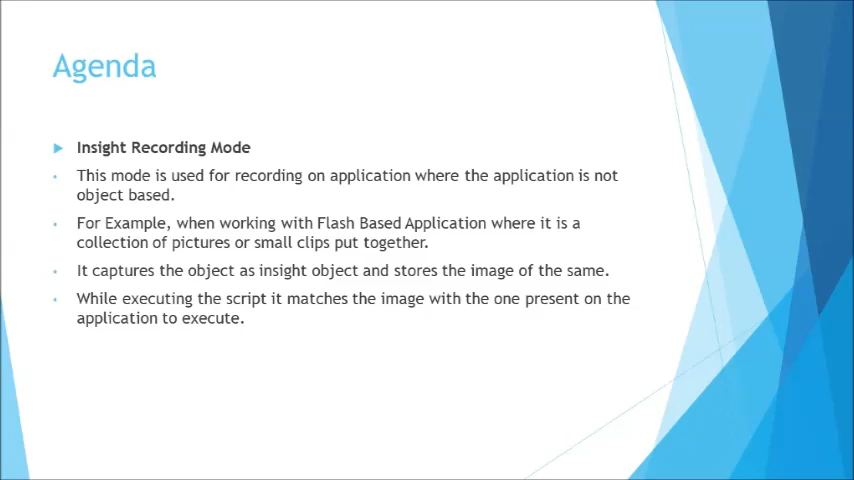 Agenda
Insight Recording Mode
This mode is used for recording on application where the application is not
object based.
For Example, when working with Flash Based Application where it is a
collection of pictures or small clips put together.
It captures the object as insight object and stores the image of the same.
While executing the script it matches the image with the one present on the
application to execute.